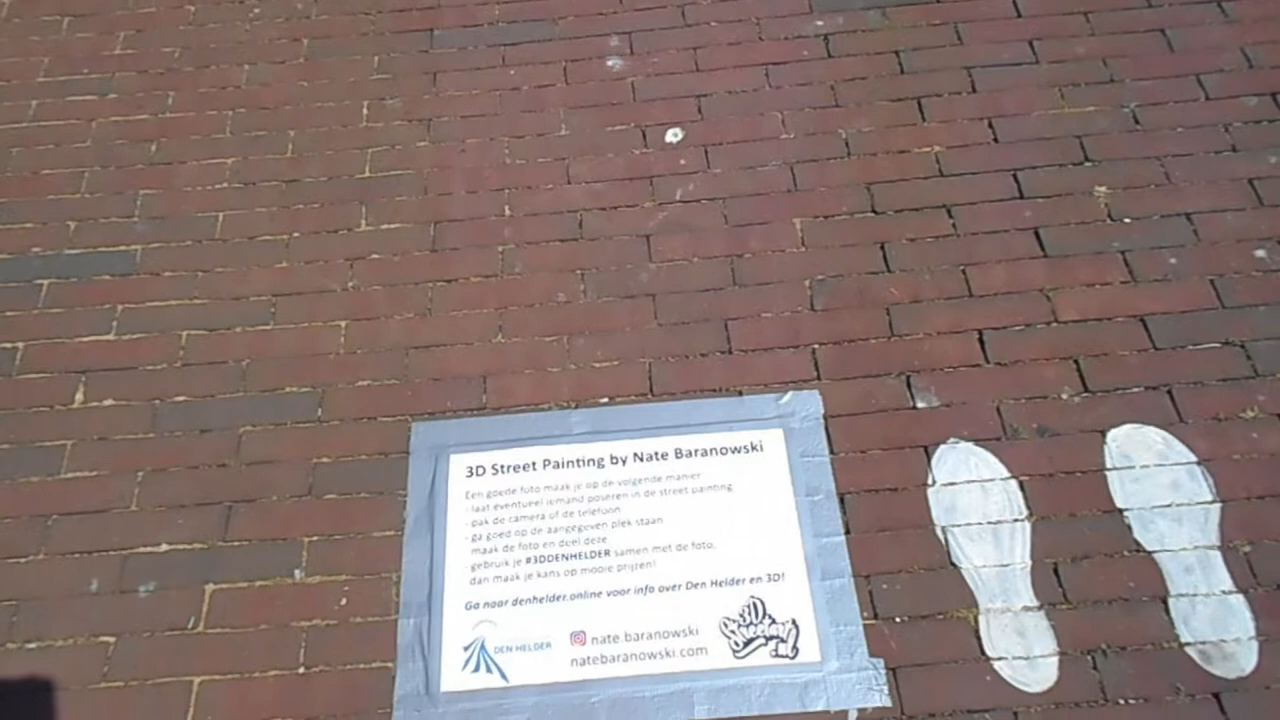 3D Street Painting by Nate Baranowski
Een goede foto maak je op de volgende manier
- laat eventueel iemand poseren in de street painting
- pak de camera of de telefoon
- ga goed op de aangegeven plek staan
maak de foto en deel deze
- gebruik je #3DDENHELDER samen met de foto,
dan maak je kans op mooie prijzen!
Ga naar denhelder.online voor info over Den Helder en 3D!
DEN HELDER
nate.baranowski
natebaranowski.com
3D
Streetart
.nl